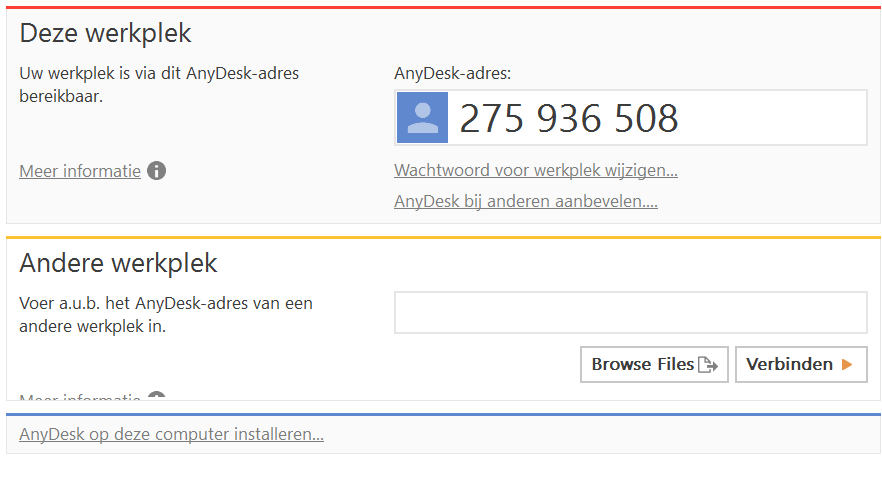 Deze werkplek
Uw werkplek is via dit AnyDesk-adres
bereikbaar.
Meer informatie
AnyDesk-adres:
275 936 508
Wachtwoord voor werkplek wijzigen...
AnyDesk bij anderen aanbevelen....
Andere werkplek
Voer a.u.b. het AnyDesk-adres van een
andere werkplek in.
Browse Files
Verbinden
Meer informatie
AnyDesk op deze computer installeren...